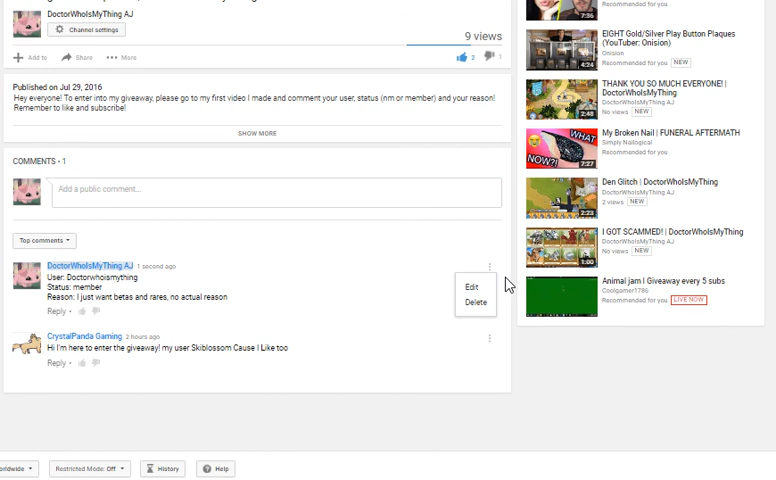 DoctorWhoIsMyThing AJ
Channel settings
9 views
Add to
Share
More
2
1
Published on Jul 29, 2016
Hey everyone! To enter into my giveaway, please go to my first video I made and comment your user, status (nm or member) and your reason!
Remember to like and subscribe!
SHOW MORE
COMMENTS • 1
Add a public comment...
Top comments
DoctorWhoIsMyThing AJ 1 second ago
User: Doctorwhoismything
Status: member
Reason: I just want betas and rares, no actual reason
Reply •
Edit
Delete
CrystalPanda Gaming 2 hours ago
Hi I'm here to enter the giveaway! my user Skiblossom Cause I Like too
Reply •
7:36
Recommended for you
EIGHT Gold/Silver Play Button Plaques
(YouTuber: Onision)
Onision
Recommended for you NEW
4:24
THANK YOU SO MUCH EVERYONE! |
DoctorWhoIsMyThing
DoctorWhoIsMyThing AJ
No views NEW
2:48
My Broken Nail | FUNERAL AFTERMATH
Simply Nailogical
Recommended for you
WHAT
NOW?!
7:27
Den Glitch | DoctorWhoIsMyThing
DoctorWhoIsMyThing AJ
2 views NEW
2:23
I GOT SCAMMED! | DoctorWhoIsMyThing
DoctorWhoIsMyThing AJ
No views NEW
1:00
Animal jam | Giveaway every 5 subs
Coolgamer1786
Recommended for you LIVE NOW
orldwide
Restricted Mode: Off
History
Help